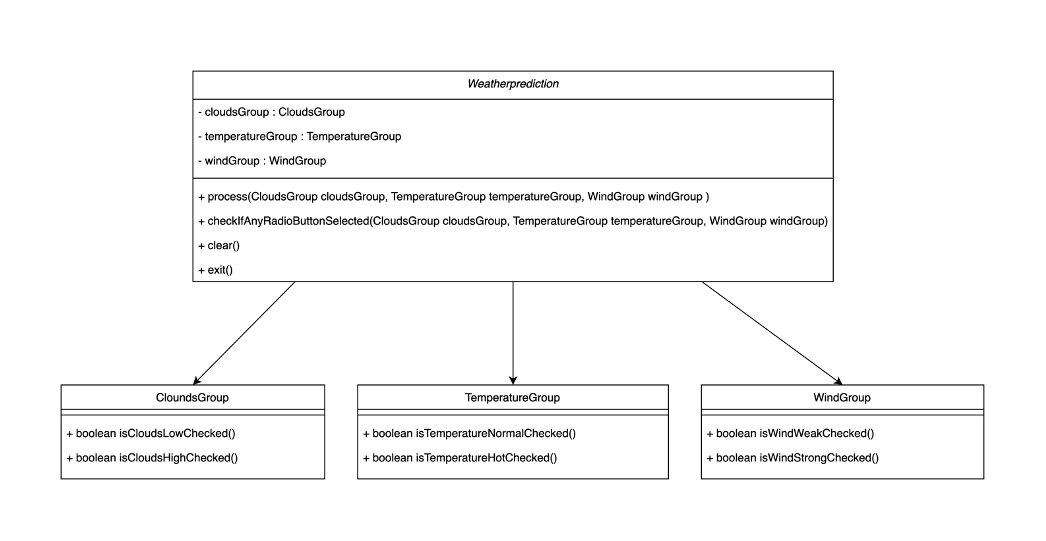 Weatherprediction
- cloudsGroup : CloudsGroup
- temperatureGroup : TemperatureGroup
- windGroup : WindGroup
+ process(CloudsGroup cloudsGroup, TemperatureGroup temperatureGroup, WindGroup windGroup )
+ checkIfAnyRadioButtonSelected(CloudsGroup cloudsGroup, TemperatureGroup temperatureGroup, WindGroup windGroup)
+ clear()
+ exit()
CloundsGroup
+ boolean isCloudsLowChecked()
+ boolean isCloudsHighChecked()
TemperatureGroup
+ boolean isTemperatureNormalChecked()
+ boolean isTemperatureHotChecked()
WindGroup
+ boolean isWindWeakChecked()
+ boolean isWindStrongChecked()